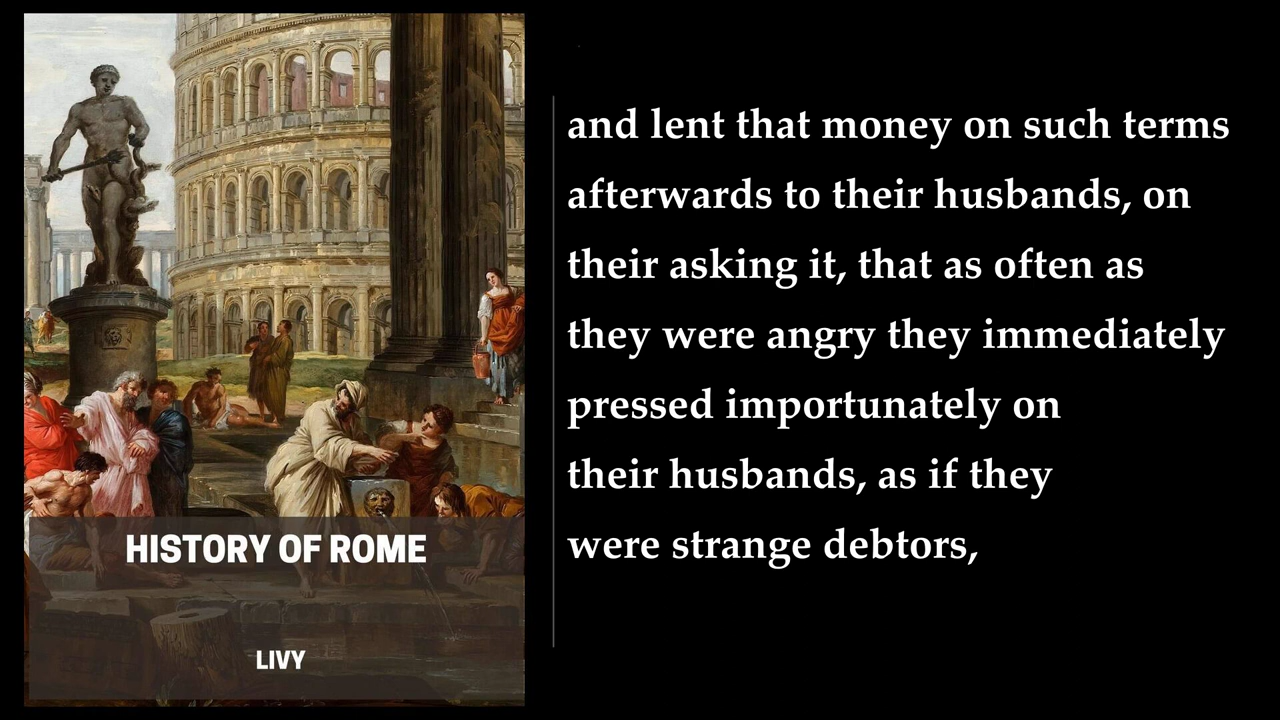 HISTORY OF ROME
LIVY
and lent that money on such terms
afterwards to their husbands, on
their asking it, that as often as
they were angry they immediately
pressed importunately on
their husbands, as if they
were strange debtors,